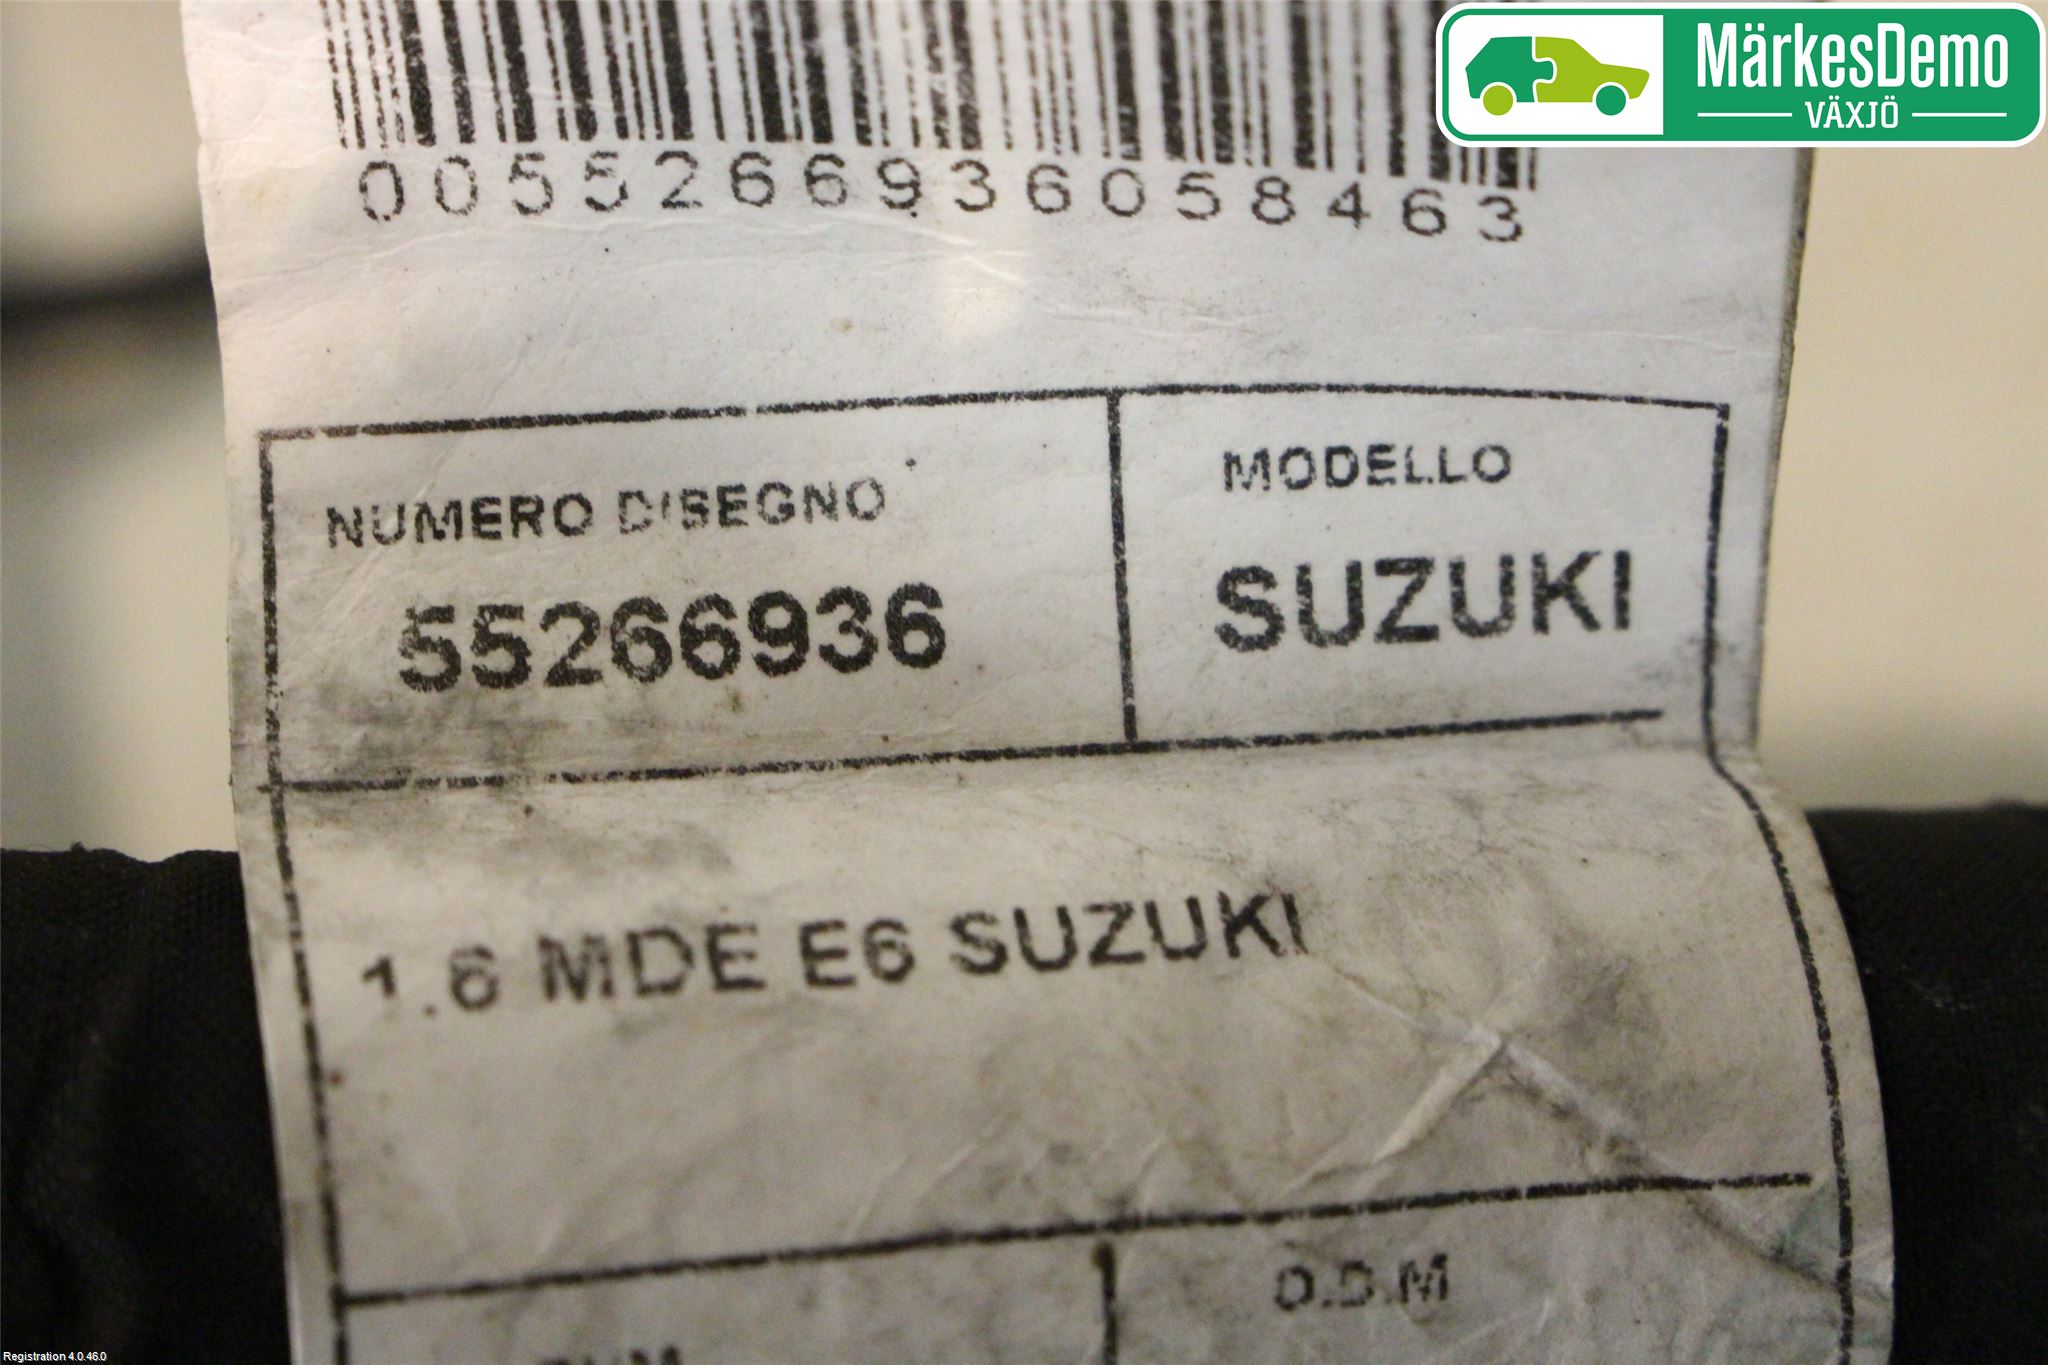 MärkesDemo
VÄXJÖ
0055266936058463
NUMERO DISEGNO
MODELLO
55266936
SUZUKI
1.6 MDE E6 SUZUKI
O.D.M
Registration 4.0.46.0